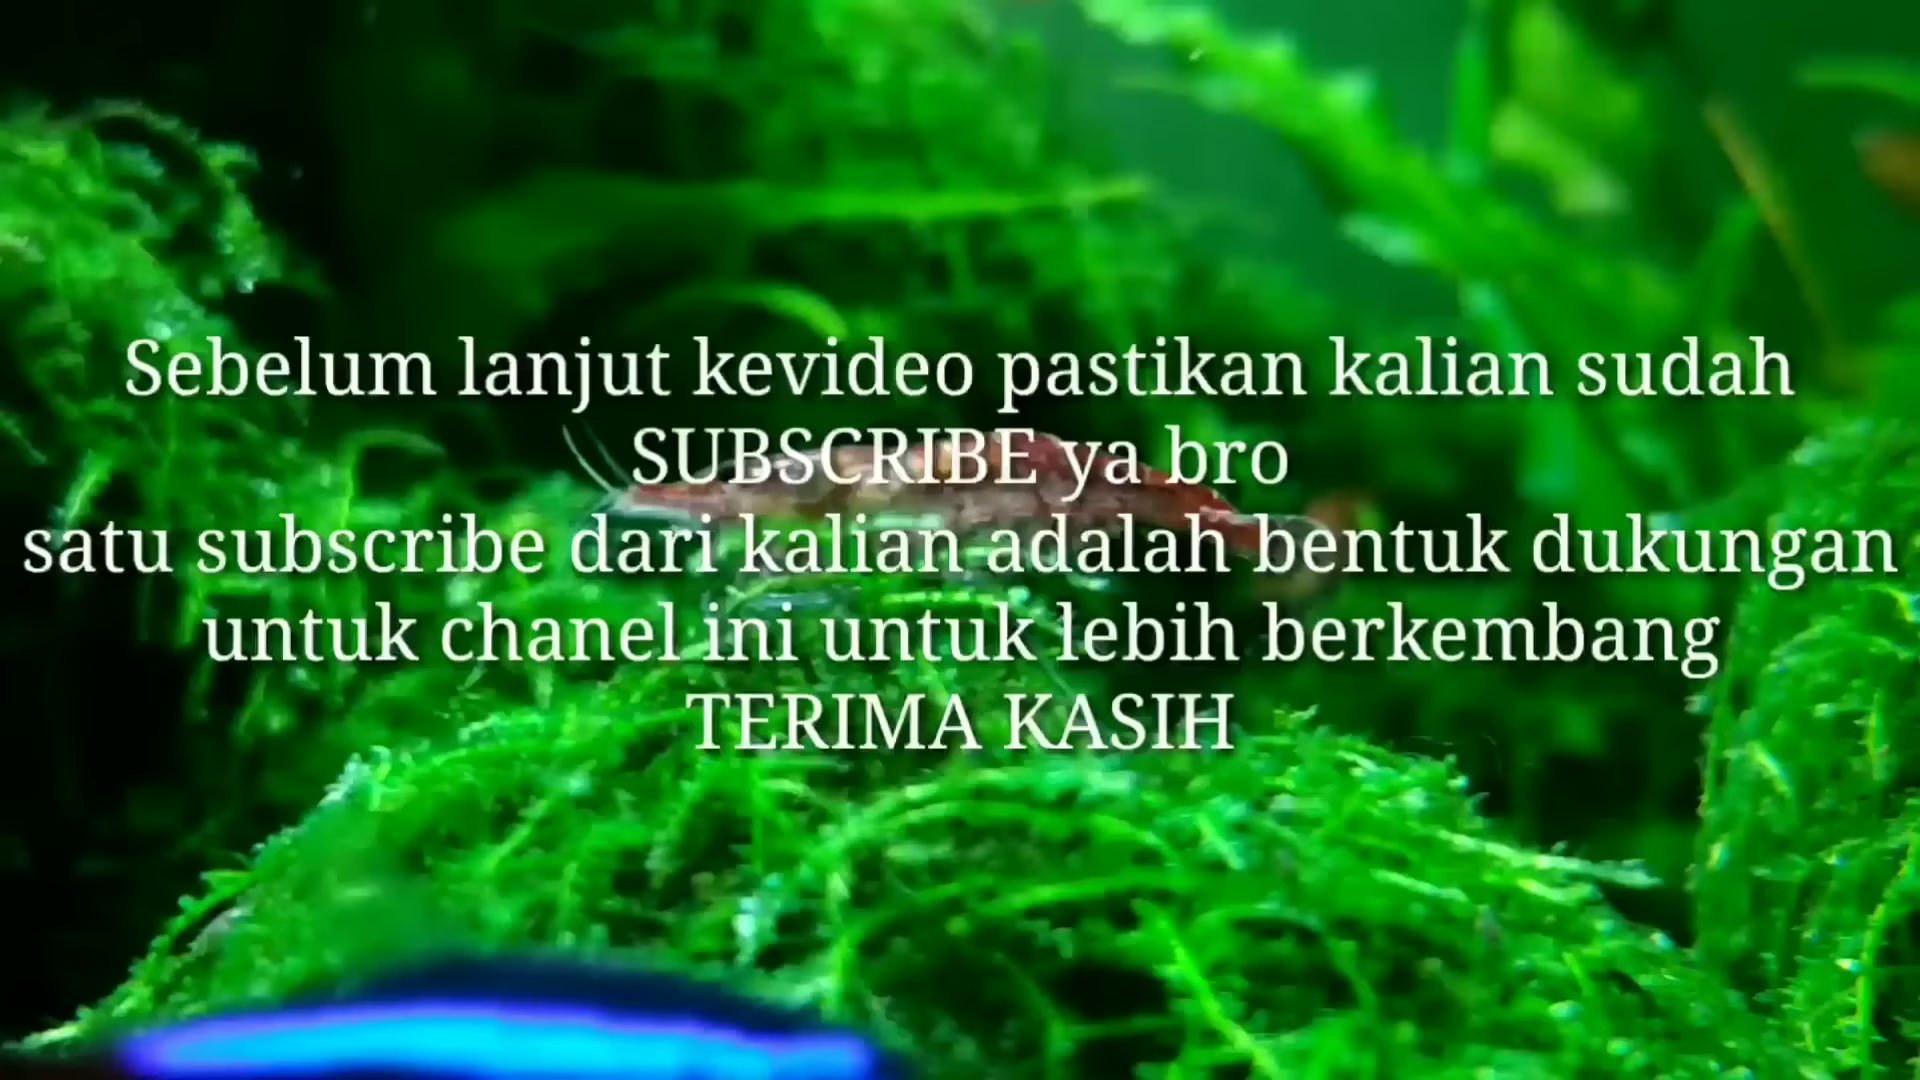 Sebelum lanjut kevideo pastikan kalian sudah
SUBSCRIBE ya bro
satu subscribe dari kalian adalah bentuk dukungan
untuk chanel ini untuk lebih berkembang
TERIMA KASIH